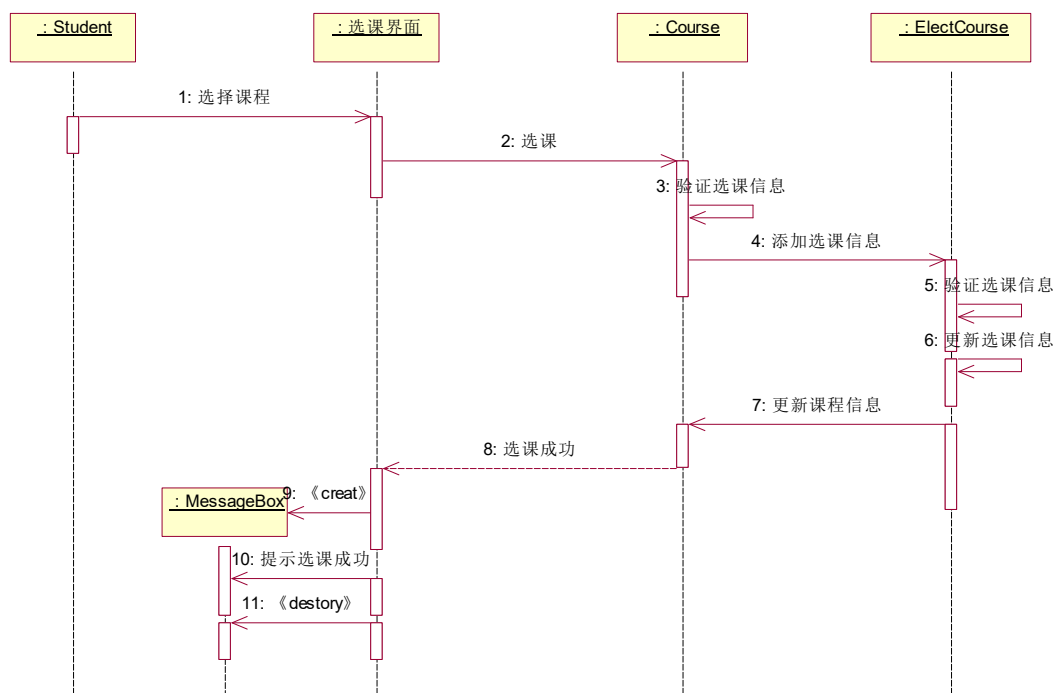 : Student
: 选课界面
: Course
: ElectCourse
1: 选择课程
2: 选课
3: 验证选课信息
4: 添加选课信息
5: 验证选课信息
6: 更新选课信息
7: 更新课程信息
8: 选课成功
: MessageBox
9: 《creat》
10: 提示选课成功
11: 《destory》